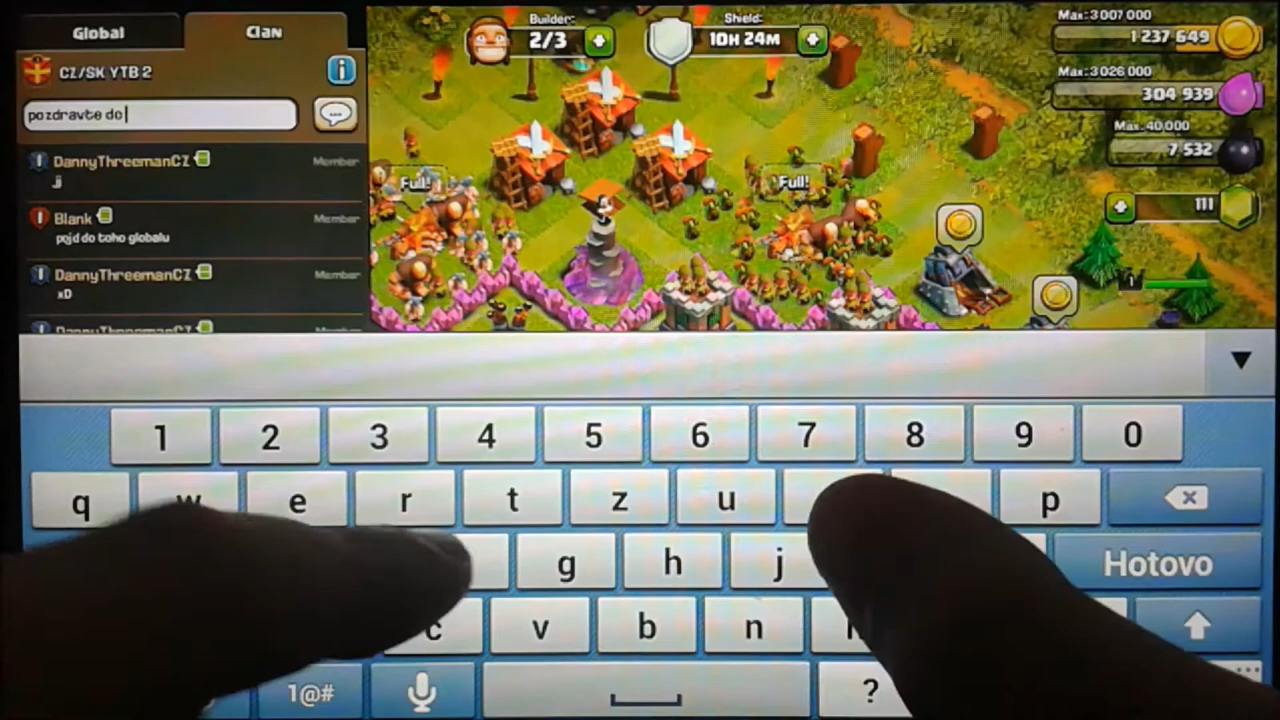 Global
Clan
CZ/SK YTB 2
pozdravte do
DannyThreemanCZ
Member
jj
Blank
Member
pojd do toho globalu
DannyThreemanCZ
Member
xD
DannyThreemanCZ
Member
Builder:
2/3
Shield:
10H 24M
Max: 3 007 000
1 237 649
Max: 3 026 000
304 939
Max: 40,000
7,532
111
Full!
Full!
1 2 3 4 5 6 7 8 9 0
q w e r t z u p
g h j Hotovo
c v b n
1@# ?